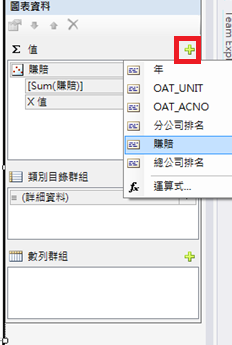 圖表資料
Σ 值
賺賠
[Sum(賺賠)]
X 值
年
OAT_UNIT
OAT_ACNO
分公司排名
賺賠
總公司排名
fx 運算式...
類別目錄群組
= (詳細資料)
數列群組
Team Explo